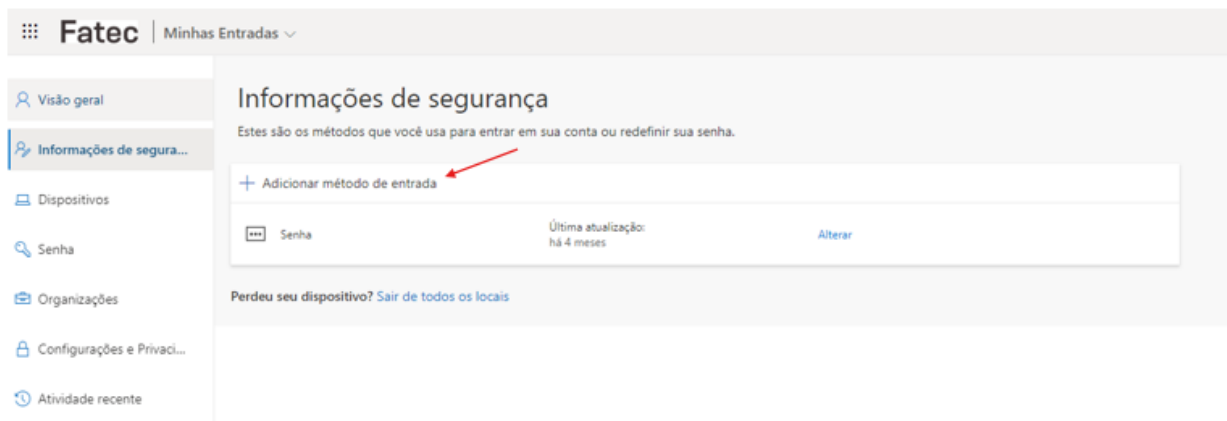 Fatec | Minhas Entradas
Visão geral
Informações de segura...
Dispositivos
Senha
Organizações
Configurações e Privaci...
Atividade recente
Informações de segurança
Estes são os métodos que você usa para entrar em sua conta ou redefinir sua senha.
+ Adicionar método de entrada
Senha
Última atualização:
há 4 meses
Alterar
Perdeu seu dispositivo? Sair de todos os locais